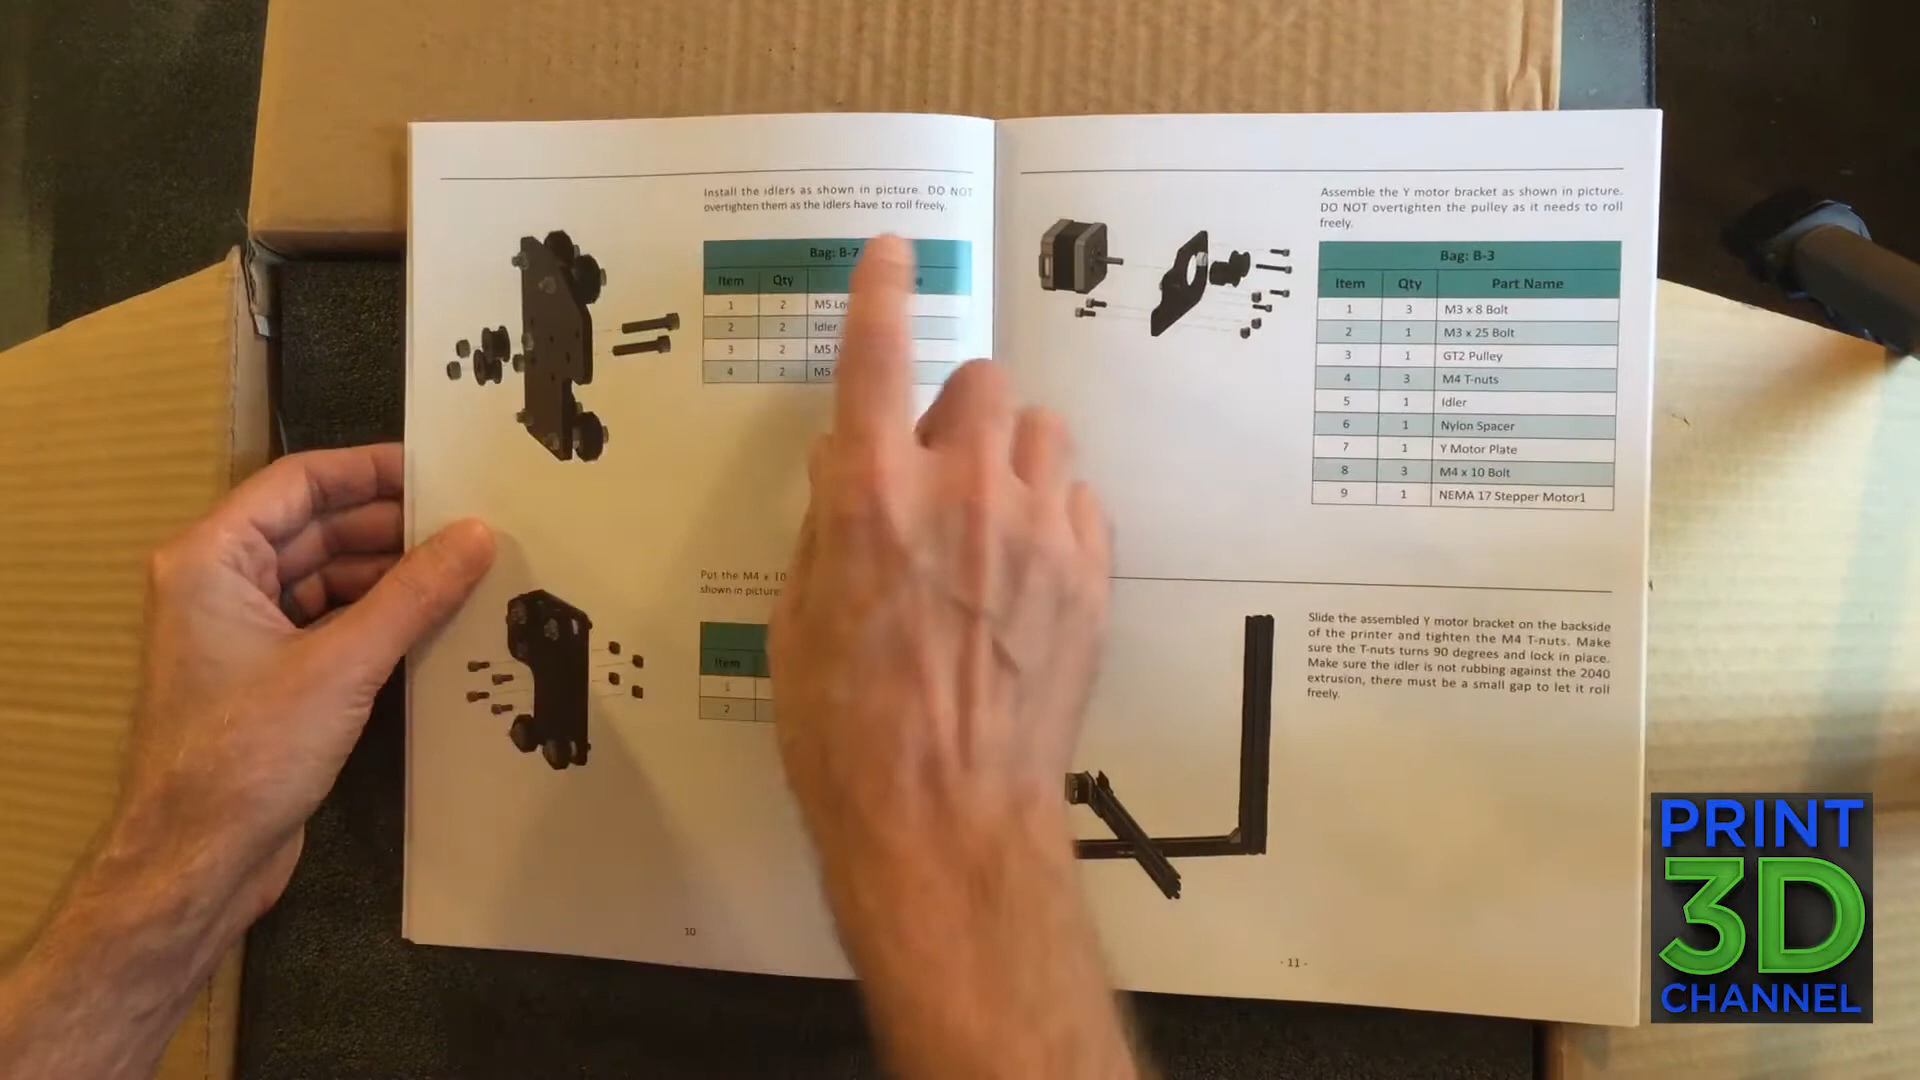 Install the idlers as shown in picture. DO NOT
overtighten them as the idlers have to roll freely.
Bag: B-7
Item Qty
1 2 M5
2 2 Idler
3 2 M5
4 2 M5
Put the M4 x 10
shown in picture
Item
1
2
10
Assemble the Y motor bracket as shown in picture.
DO NOT overtighten the pulley as it needs to roll
freely.
Bag: B-3
Item Qty Part Name
1 3 M3 x 8 Bolt
2 1 M3 x 25 Bolt
3 1 GT2 Pulley
4 3 M4 T-nuts
5 1 Idler
6 1 Nylon Spacer
7 1 Y Motor Plate
8 3 M4 x 10 Bolt
9 1 NEMA 17 Stepper Motor1
Slide the assembled Y motor bracket on the backside
of the printer and tighten the M4 T-nuts. Make
sure the T-nuts turns 90 degrees and lock in place.
Make sure the idler is not rubbing against the 2040
extrusion, there must be a small gap to let it roll
freely.
- 11 -
PRINT
3D
CHANNEL